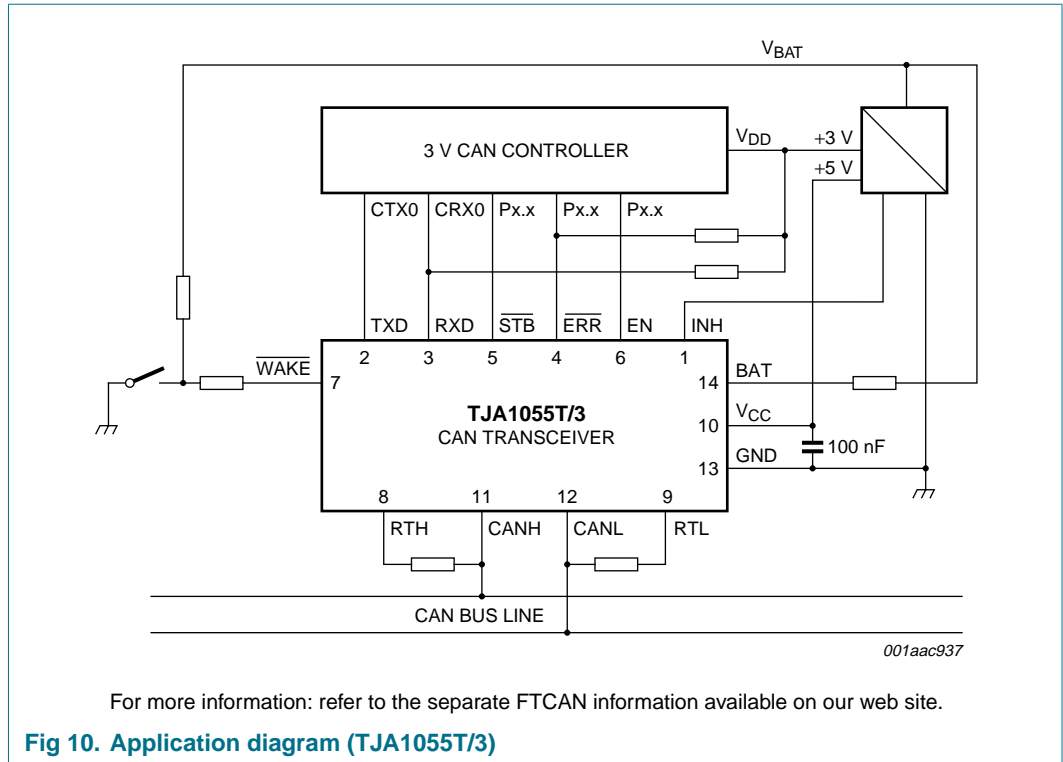 VBAT
3 V CAN CONTROLLER
VDD
+3 V
+5 V
CTX0 CRX0 Px.x Px.x Px.x
TXD RXD STB ERR EN INH
2 3 5 4 6 1
WAKE
7
14 BAT
TJA1055T/3
CAN TRANSCEIVER
10 VCC
100 nF
13 GND
8 11 12 9
RTH CANH CANL RTL
CAN BUS LINE
001aac937
For more information: refer to the separate FTCAN information available on our web site.
Fig 10. Application diagram (TJA1055T/3)